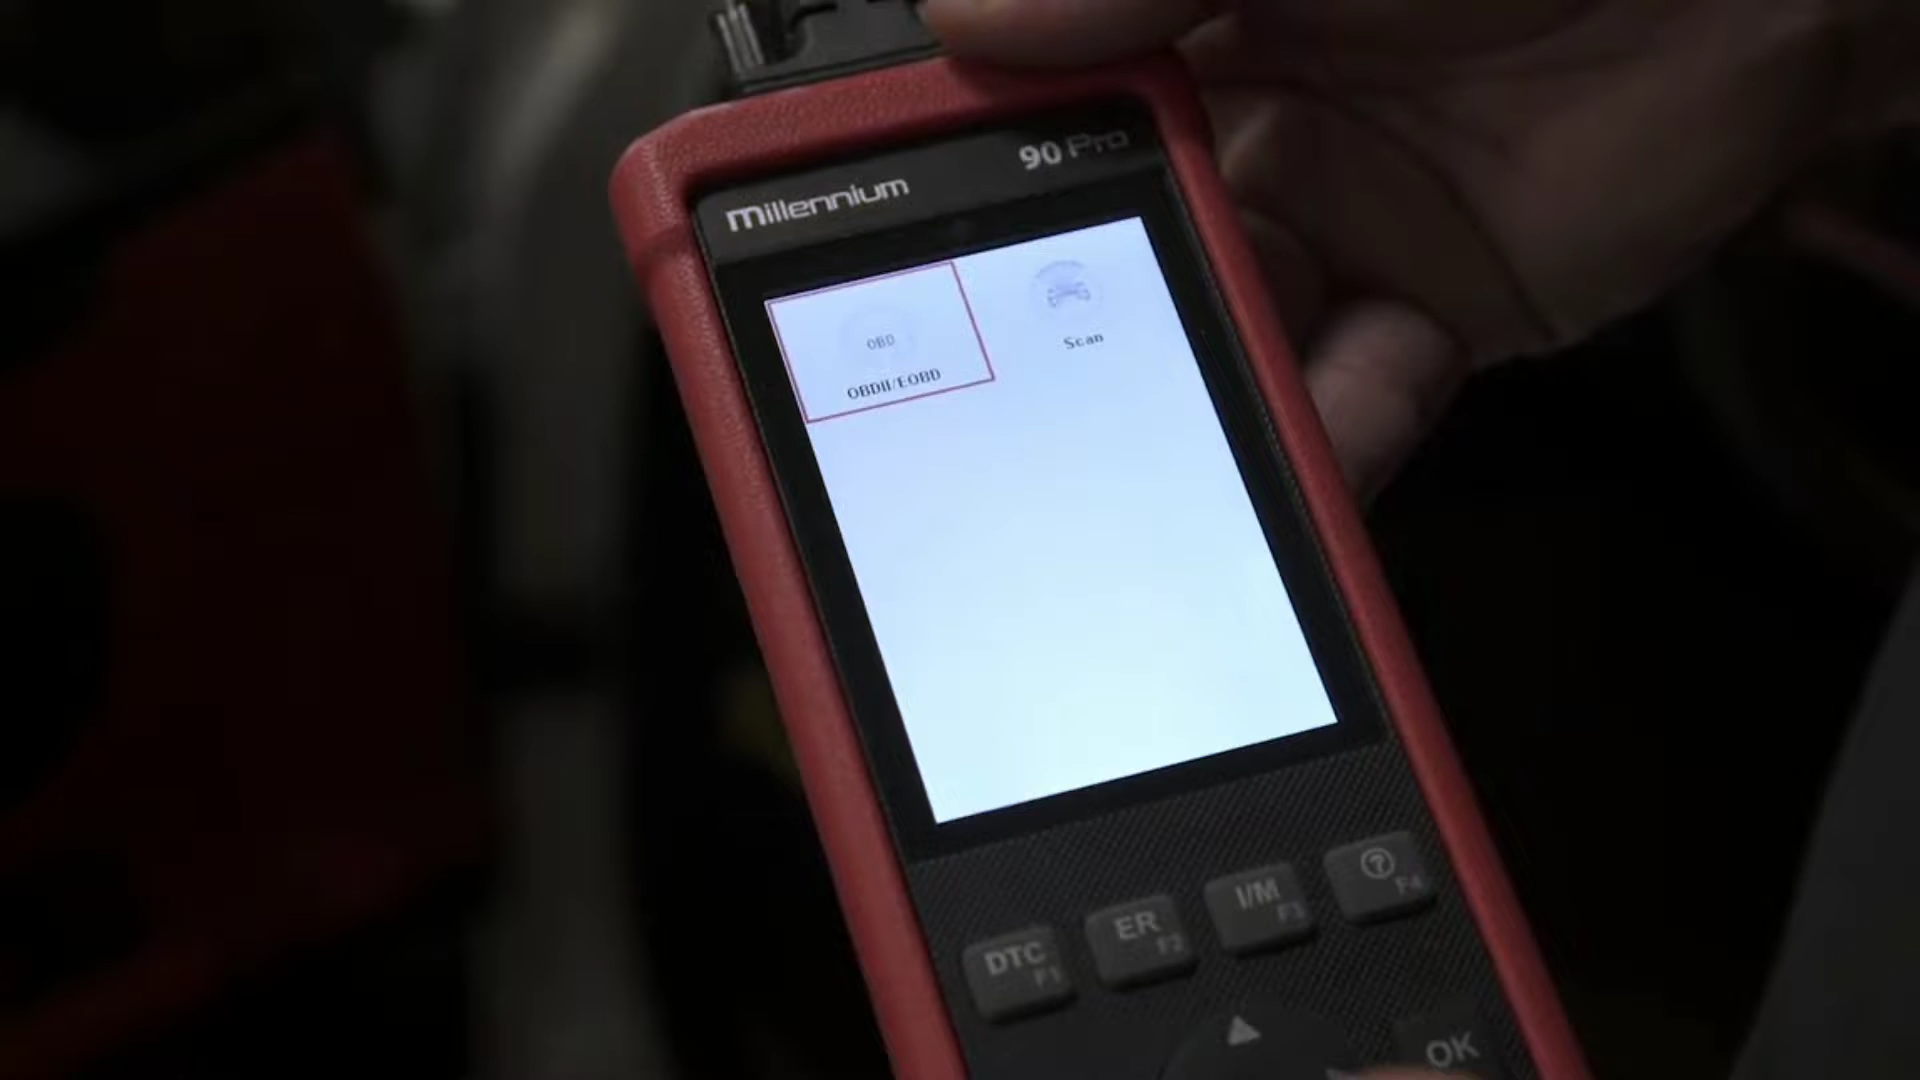 90 Pro
millennium
OBD
OBDII/EOBD
Scan
DTC F1
ER F2
I/M F3
? F4
OK